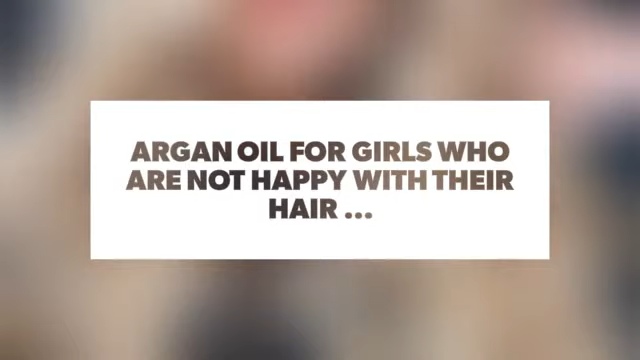 ARGAN OIL FOR GIRLS WHO
ARE NOT HAPPY WITH THEIR
HAIR ...